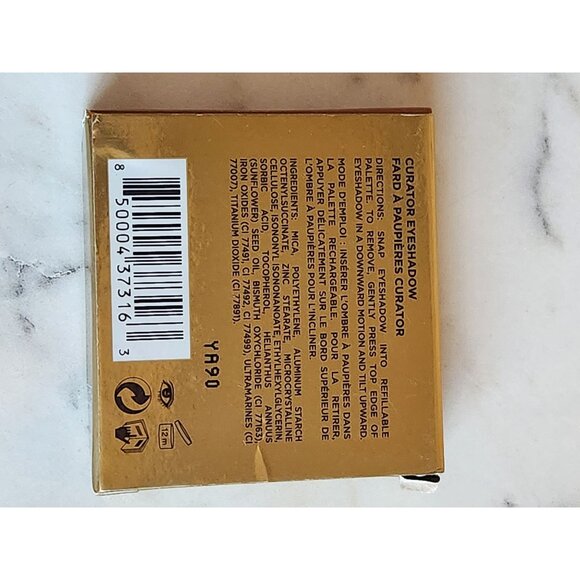 CURATOR EYESHADOW
FARD À PAUPIÈRES CURATOR
DIRECTIONS: SNAP EYESHADOW INTO REFILLABLE
PALETTE. TO REMOVE, GENTLY PRESS TOP EDGE OF
EYESHADOW IN A DOWNWARD MOTION AND TILT UPWARD.
MODE D'EMPLOI : INSÉRER L'OMBRE À PAUPIÈRES DANS
LA PALETTE RECHARGEABLE. POUR LA RETIRER,
APPUYER DÉLICATEMENT SUR LE BORD SUPÉRIEUR DE
L'OMBRE À PAUPIÈRES POUR L'INCLINER.
INGREDIENTS: MICA, POLYETHYLENE, ALUMINUM STARCH
OCTENYLSUCCINATE, ZINC STEARATE, MICROCRYSTALLINE
CELLULOSE, ISONONYL ISONONANOATE, ETHYLHEXYLGLYCERIN,
SORBIC ACID, TOCOPHEROL, HELIANTHUS ANNUUS
(SUNFLOWER) SEED OIL, BISMUTH OXYCHLORIDE (CI 77163),
IRON OXIDES (CI 77491, CI 77492, CI 77499), ULTRAMARINES (CI
77007), TITANIUM DIOXIDE (CI 77891).
YA90
12m
8 50004 37316 3